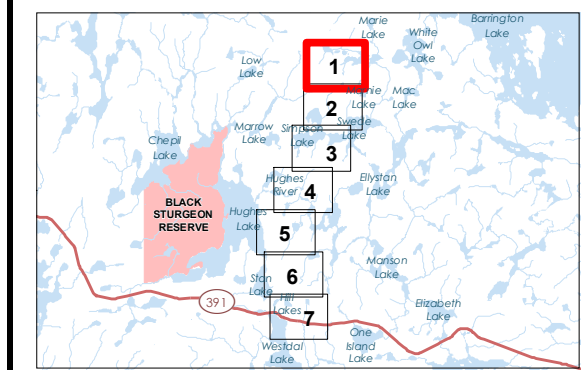 Marie
Lake
Barrington
Lake
White
Owl
Lake
Low
Lake
1
Lake
Mac
Lake
2
Swede
Lake
Marrow
Lake
Simpson
Lake
Chepil
Lake
3
Hughes
River
4
Ellystan
Lake
BLACK
STURGEON
RESERVE
Hughes
Lake
5
Manson
Lake
6
Stan
Lake
391
Hill
Lakes
7
Elizabeth
Lake
One
Island
Lake
Westdal
Lake